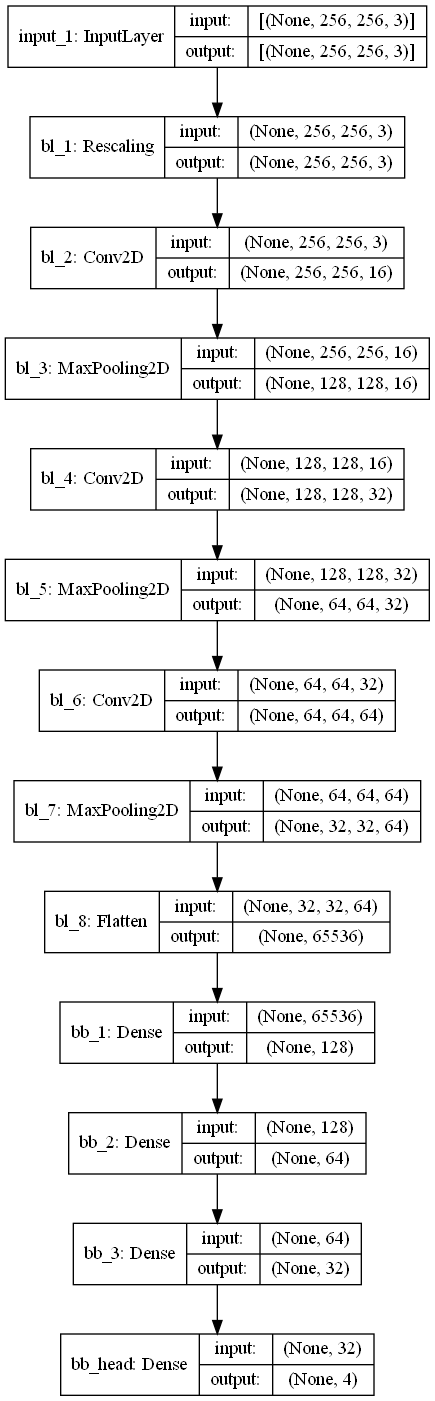 input_1: InputLayer
input: [(None, 256, 256, 3)]
output: [(None, 256, 256, 3)]
bl_1: Rescaling
input: (None, 256, 256, 3)
output: (None, 256, 256, 3)
bl_2: Conv2D
input: (None, 256, 256, 3)
output: (None, 256, 256, 16)
bl_3: MaxPooling2D
input: (None, 256, 256, 16)
output: (None, 128, 128, 16)
bl_4: Conv2D
input: (None, 128, 128, 16)
output: (None, 128, 128, 32)
bl_5: MaxPooling2D
input: (None, 128, 128, 32)
output: (None, 64, 64, 32)
bl_6: Conv2D
input: (None, 64, 64, 32)
output: (None, 64, 64, 64)
bl_7: MaxPooling2D
input: (None, 64, 64, 64)
output: (None, 32, 32, 64)
bl_8: Flatten
input: (None, 32, 32, 64)
output: (None, 65536)
bb_1: Dense
input: (None, 65536)
output: (None, 128)
bb_2: Dense
input: (None, 128)
output: (None, 64)
bb_3: Dense
input: (None, 64)
output: (None, 32)
bb_head: Dense
input: (None, 32)
output: (None, 4)